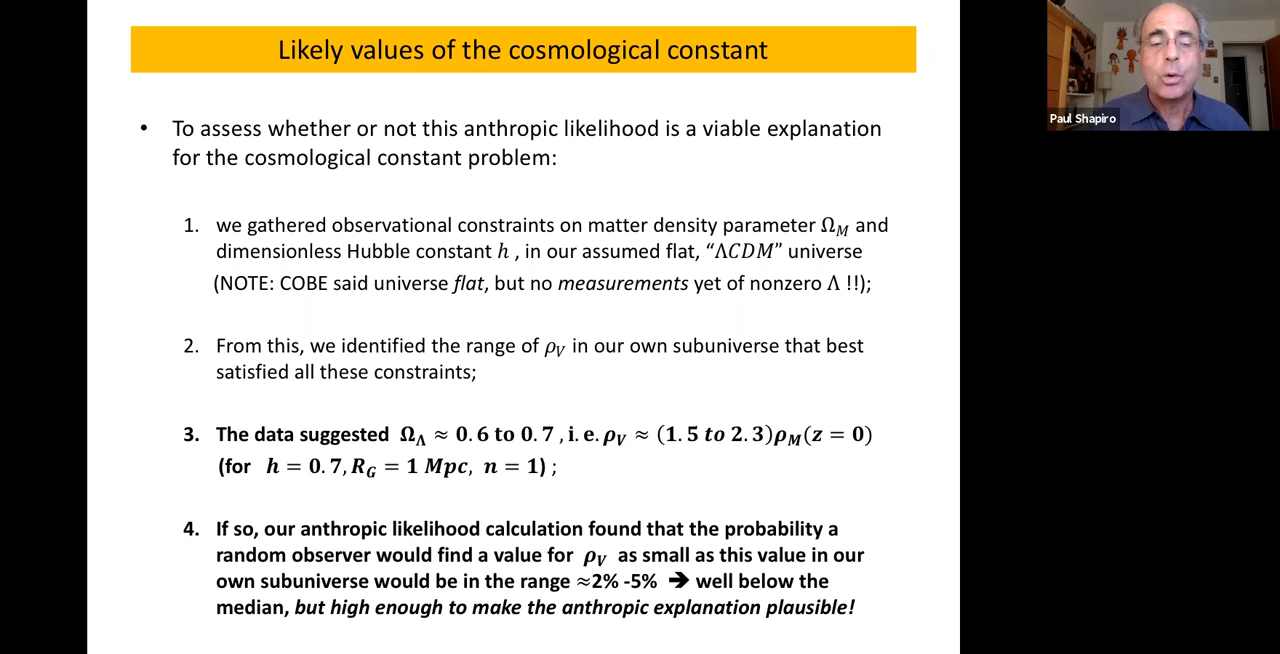 Likely values of the cosmological constant
• To assess whether or not this anthropic likelihood is a viable explanation
for the cosmological constant problem:
1. we gathered observational constraints on matter density parameter Ω_M and
dimensionless Hubble constant h , in our assumed flat, “ΛCDM” universe
(NOTE: COBE said universe flat, but no measurements yet of nonzero Λ !!);
2. From this, we identified the range of ρ_V in our own subuniverse that best
satisfied all these constraints;
3. The data suggested Ω_Λ ≈ 0.6 to 0.7 , i.e. ρ_V ≈ (1.5 to 2.3)ρ_M(z = 0)
(for h = 0.7, R_G = 1 Mpc, n = 1) ;
4. If so, our anthropic likelihood calculation found that the probability a
random observer would find a value for ρ_V as small as this value in our
own subuniverse would be in the range ≈2% -5% ➔ well below the
median, but high enough to make the anthropic explanation plausible!
Paul Shapiro